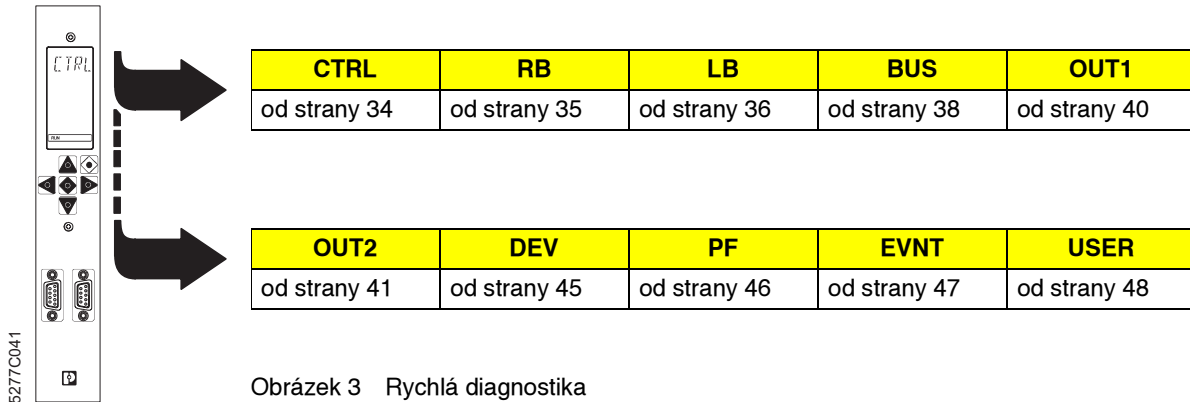 CTRL
RUN
CTRL RB LB BUS OUT1
od strany 34 od strany 35 od strany 36 od strany 38 od strany 40
OUT2 DEV PF EVNT USER
od strany 41 od strany 45 od strany 46 od strany 47 od strany 48
5277C041
Obrázek 3 Rychlá diagnostika